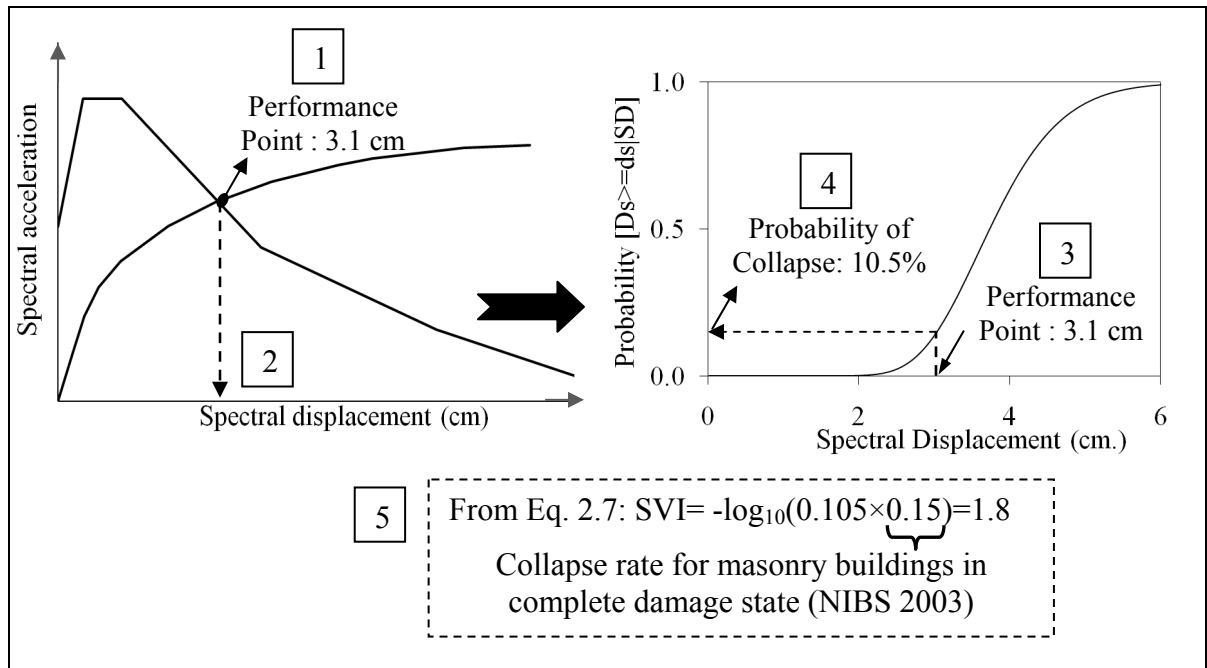 1
Performance
Point : 3.1 cm
Spectral acceleration
2
Spectral displacement (cm)
1.0
0.5
0.0
Probability [Ds>=ds|SD]
4
Probability of
Collapse: 10.5%
3
Performance
Point : 3.1 cm
0 2 4 6
Spectral Displacement (cm.)
5
From Eq. 2.7: SVI= -log₁₀(0.105×0.15)=1.8
Collapse rate for masonry buildings in
complete damage state (NIBS 2003)